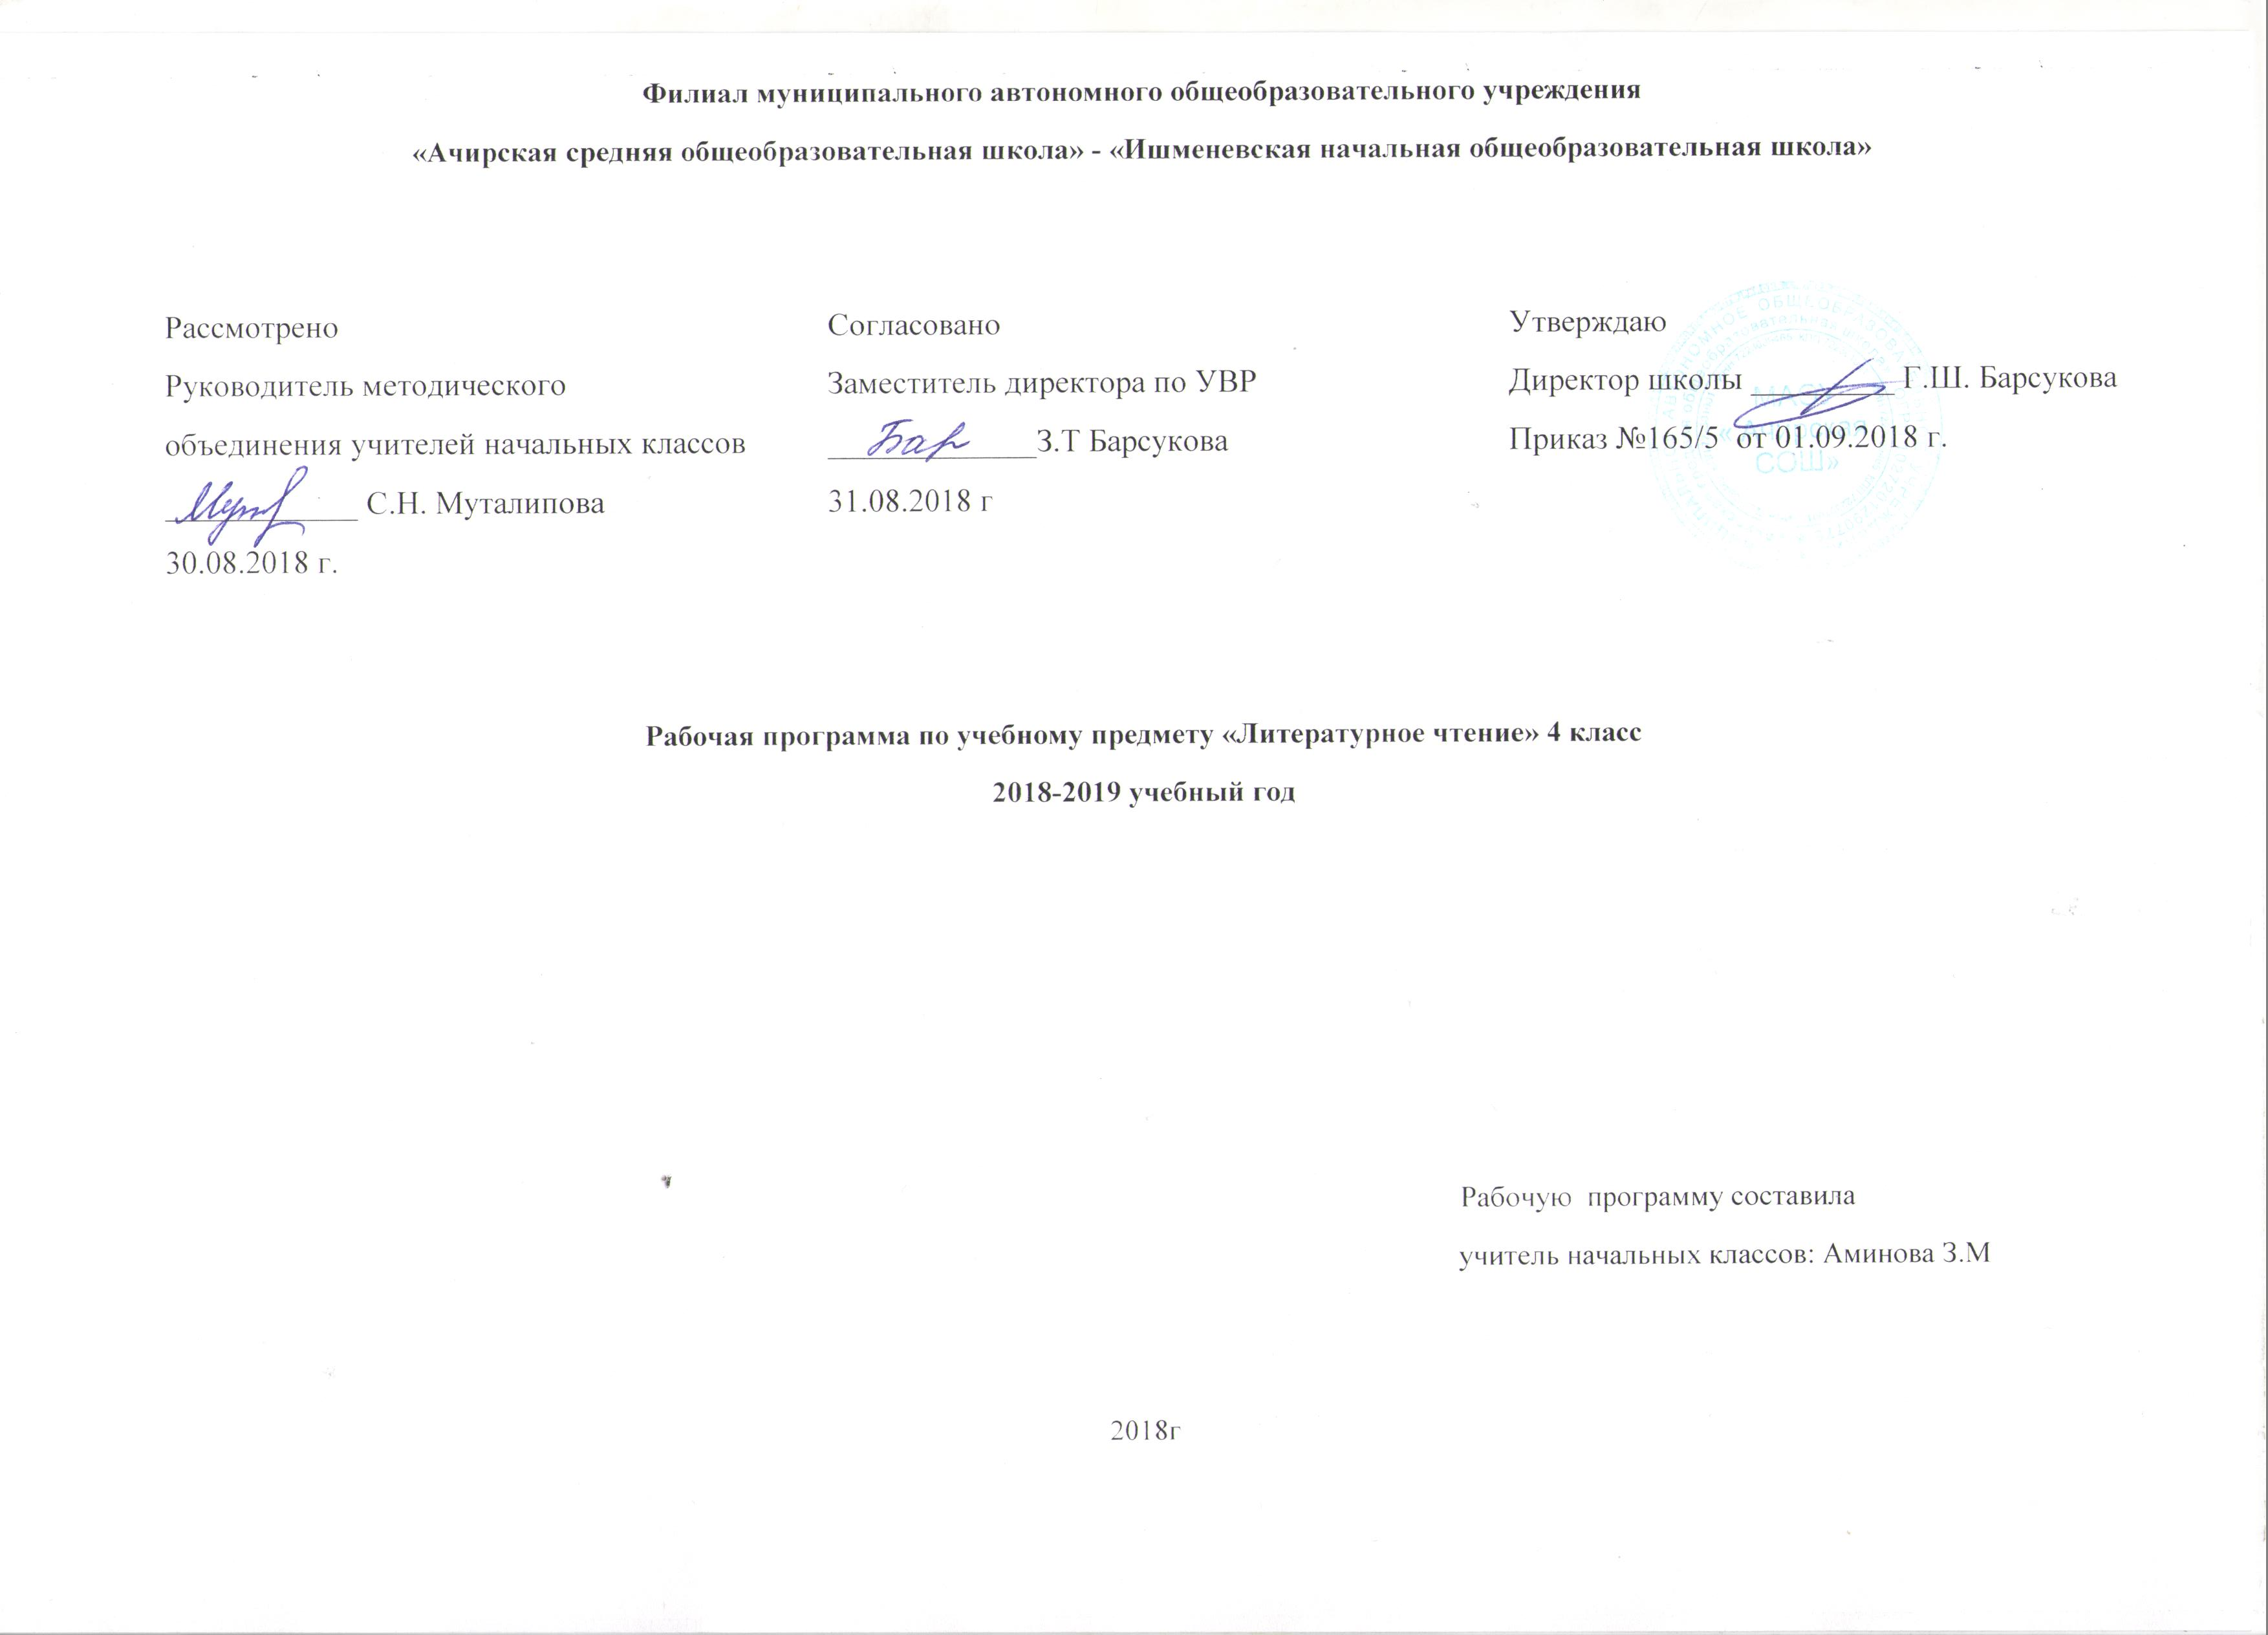 Филиал муниципального автономного общеобразовательного учреждения
«Ачирская средняя общеобразовательная школа» - «Ишменевская начальная общеобразовательная школа»
Рассмотрено
Руководитель методического
объединения учителей начальных классов
С.Н. Муталипова
30.08.2018 г.
Согласовано
Заместитель директора по УВР
Бар З.Т Барсукова
31.08.2018 г
Утверждаю
Директор школы Г.Ш. Барсукова
Приказ №165/5 от 01.09.2018 г.
СОШ»
Рабочая программа по учебному предмету «Литературное чтение» 4 класс
2018-2019 учебный год
Рабочую программу составила
учитель начальных классов: Аминова З.М
2018г